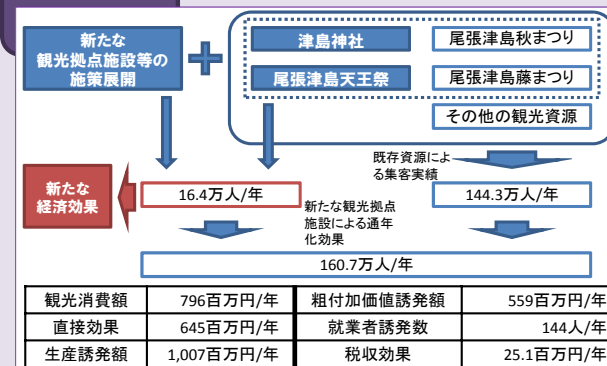 新たな
観光拠点施設等の
施策展開
津島神社
尾張津島秋まつり
尾張津島天王祭
尾張津島藤まつり
その他の観光資源
既存資源によ
る集客実績
新たな
経済効果
16.4万人/年
144.3万人/年
新たな観光拠点
施設による通年
化効果
160.7万人/年
観光消費額 796百万円/年 粗付加価値誘発額 559百万円/年
直接効果 645百万円/年 就業者誘発数 144人/年
生産誘発額 1,007百万円/年 税収効果 25.1百万円/年